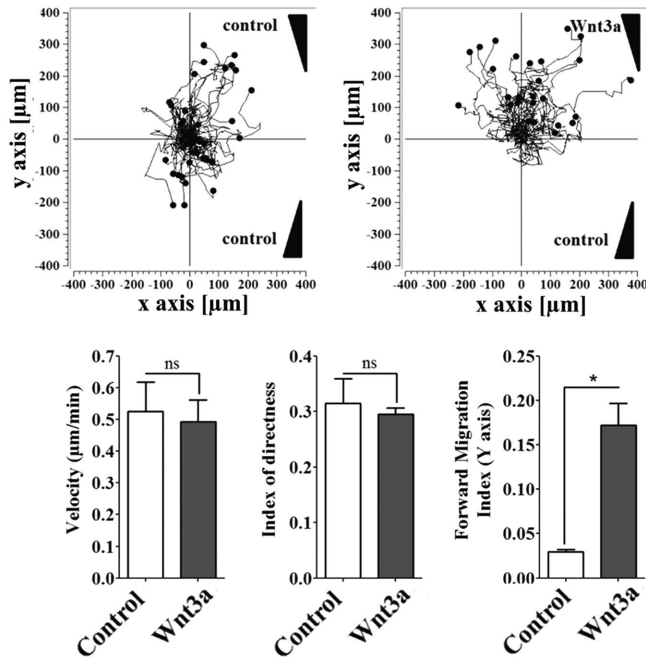 400
300
200
100
0
100
200
300
400
y axis [µm]
control
control
-400 -300 -200 -100 0 100 200 300 400
x axis [µm]
400
300
200
100
0
100
200
300
400
y axis [µm]
Wnt3a
control
-400 -300 -200 -100 0 100 200 300 400
x axis [µm]
Velocity (µm/min)
0.7
0.6
0.5
0.4
0.3
0.2
0.1
0.0
ns
Control
Wnt3a
Index of directness
0.4
0.3
0.2
0.1
0.0
ns
Control
Wnt3a
Forward Migration
Index (Y axis)
0.25
0.20
0.15
0.10
0.05
0.00
*
Control
Wnt3a